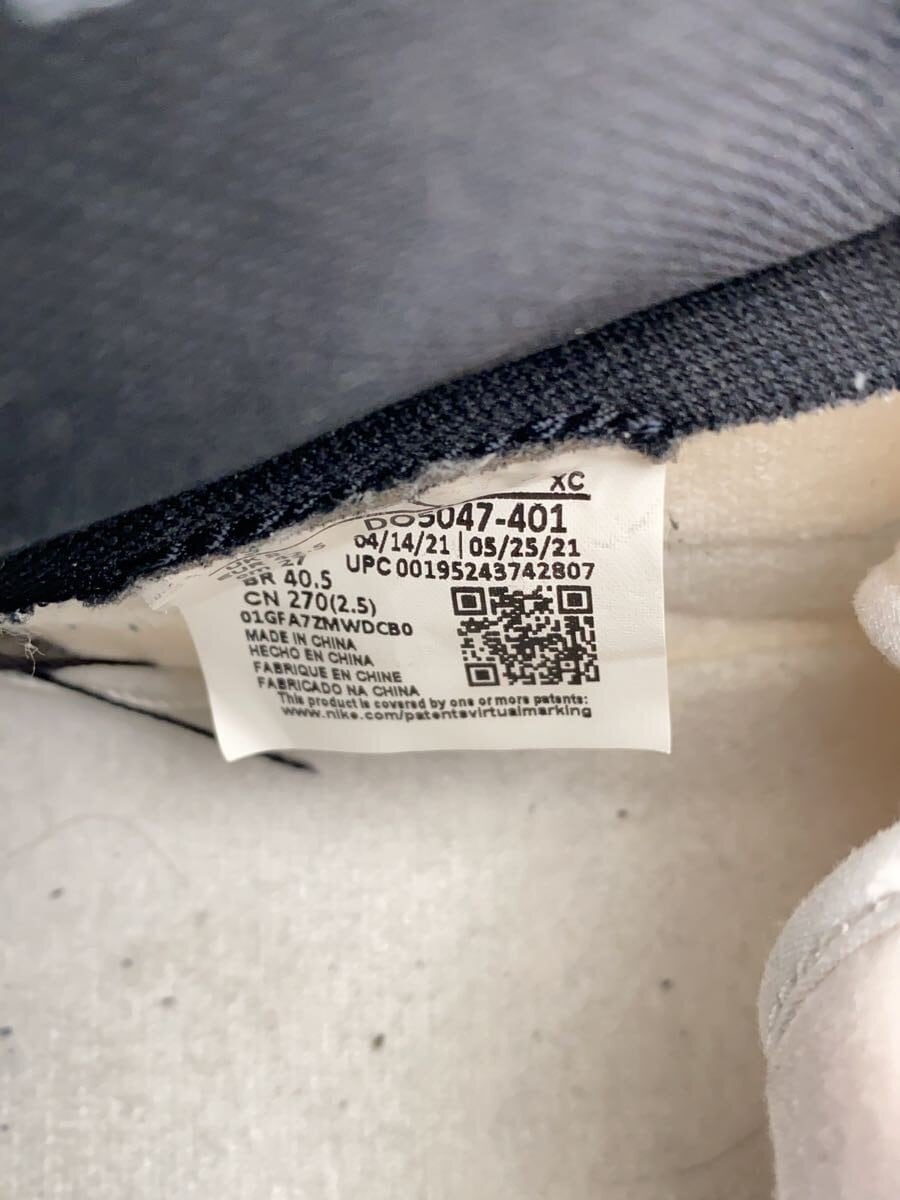 XC
DO5047-401
04/14/21 | 05/25/21
UPC 00195243742807
BR 40.5
CN 270(2.5)
01GFA7ZMWDCB0
MADE IN CHINA
HECHO EN CHINA
FABRIQUE EN CHINE
FABRICADO NA CHINA
This product is covered by one or more patents:
www.nike.com/patentsvirtualmarking